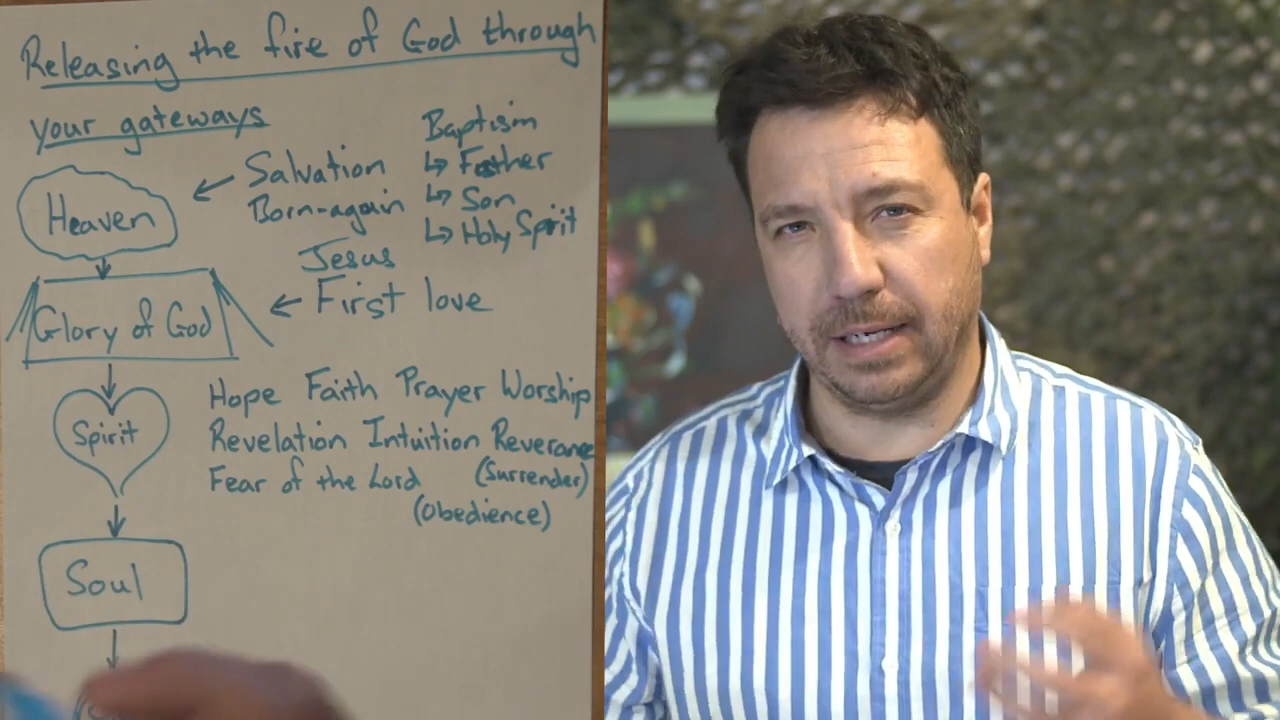 Releasing the fire of God through
your gateways
Heaven
Salvation
Born-again
Baptism
↳ Father
↳ Son
↳ Holy Spirit
Glory of God
Jesus
First love
Spirit
Hope Faith Prayer Worship
Revelation Intuition Reverance
Fear of the Lord (Surrender)
(Obedience)
Soul